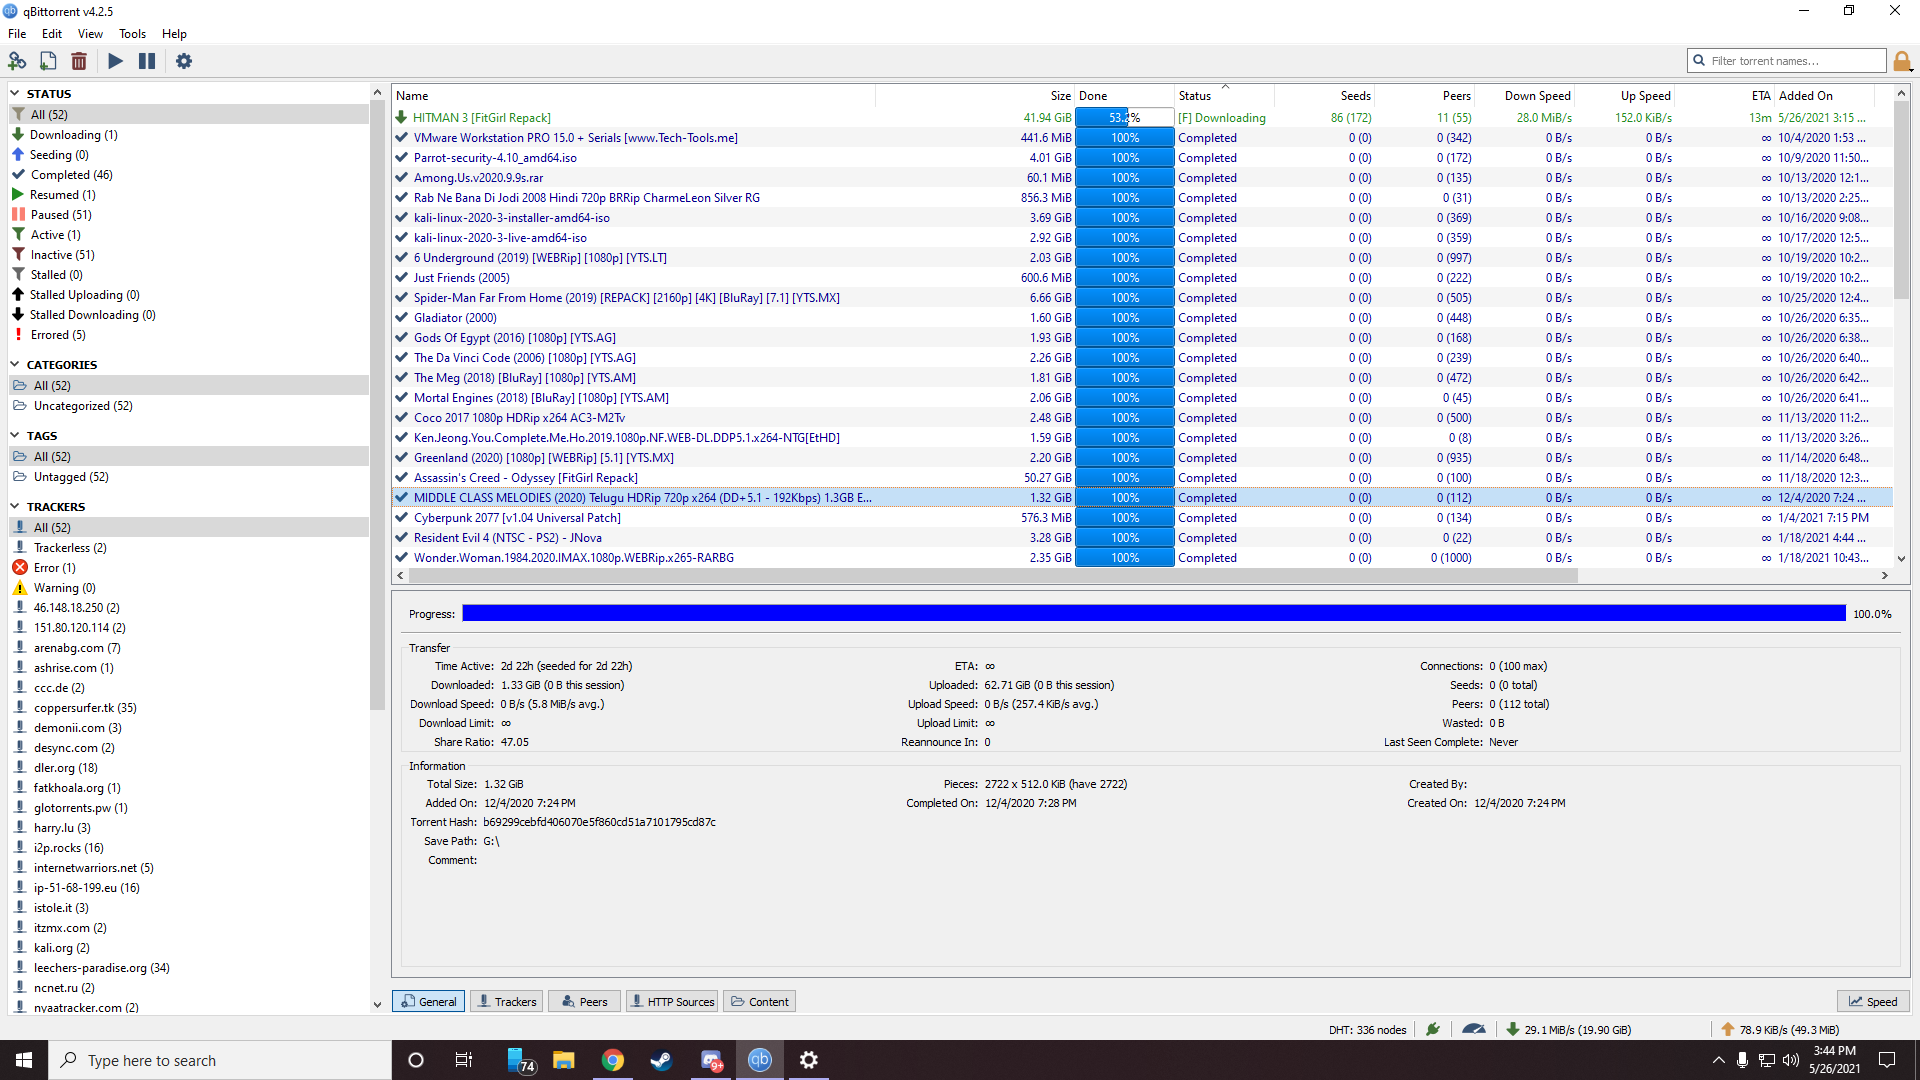 qBittorrent v4.2.5
File Edit View Tools Help
Filter torrent names...
STATUS
All (52)
Downloading (1)
Seeding (0)
Completed (46)
Resumed (1)
Paused (51)
Active (1)
Inactive (51)
Stalled (0)
Stalled Uploading (0)
Stalled Downloading (0)
Errored (5)
CATEGORIES
All (52)
Uncategorized (52)
TAGS
All (52)
Untagged (52)
TRACKERS
All (52)
Trackerless (2)
Error (1)
Warning (0)
46.148.18.250 (2)
151.80.120.114 (2)
arenabg.com (7)
ashrise.com (1)
ccc.de (2)
coppersurfer.tk (35)
demonii.com (3)
desync.com (2)
dler.org (18)
fatkhoala.org (1)
glotorrents.pw (1)
harry.lu (3)
i2p.rocks (16)
internetwarriors.net (5)
ip-51-68-199.eu (16)
istole.it (3)
itzmx.com (2)
kali.org (2)
leechers-paradise.org (34)
ncnet.ru (2)
nyaatracker.com (2)
Name Size Done Status Seeds Peers Down Speed Up Speed ETA Added On
HITMAN 3 [FitGirl Repack] 41.94 GiB [F] Downloading 86 (172) 11 (55) 28.0 MiB/s 152.0 KiB/s 13m 5/26/2021 3:15 ...
VMware Workstation PRO 15.0 + Serials [www.Tech-Tools.me] 441.6 MiB 100% Completed 0 (0) 0 (342) 0 B/s 0 B/s ∞ 10/4/2020 1:53 ...
Parrot-security-4.10_amd64.iso 4.01 GiB 100% Completed 0 (0) 0 (172) 0 B/s 0 B/s ∞ 10/9/2020 11:50...
Among.Us.v2020.9.9s.rar 60.1 MiB 100% Completed 0 (0) 0 (135) 0 B/s 0 B/s ∞ 10/13/2020 12:1...
Rab Ne Bana Di Jodi 2008 Hindi 720p BRRip CharmeLeon Silver RG 856.3 MiB 100% Completed 0 (0) 0 (31) 0 B/s 0 B/s ∞ 10/13/2020 2:25...
kali-linux-2020-3-installer-amd64-iso 3.69 GiB 100% Completed 0 (0) 0 (369) 0 B/s 0 B/s ∞ 10/16/2020 9:08...
kali-linux-2020-3-live-amd64-iso 2.92 GiB 100% Completed 0 (0) 0 (359) 0 B/s 0 B/s ∞ 10/17/2020 12:5...
6 Underground (2019) [WEBRip] [1080p] [YTS.LT] 2.03 GiB 100% Completed 0 (0) 0 (997) 0 B/s 0 B/s ∞ 10/19/2020 10:2...
Just Friends (2005) 600.6 MiB 100% Completed 0 (0) 0 (222) 0 B/s 0 B/s ∞ 10/19/2020 10:2...
Spider-Man Far From Home (2019) [REPACK] [2160p] [4K] [BluRay] [7.1] [YTS.MX] 6.66 GiB 100% Completed 0 (0) 0 (505) 0 B/s 0 B/s ∞ 10/25/2020 12:4...
Gladiator (2000) 1.60 GiB 100% Completed 0 (0) 0 (448) 0 B/s 0 B/s ∞ 10/26/2020 6:35...
Gods Of Egypt (2016) [1080p] [YTS.AG] 1.93 GiB 100% Completed 0 (0) 0 (168) 0 B/s 0 B/s ∞ 10/26/2020 6:38...
The Da Vinci Code (2006) [1080p] [YTS.AG] 2.26 GiB 100% Completed 0 (0) 0 (239) 0 B/s 0 B/s ∞ 10/26/2020 6:40...
The Meg (2018) [BluRay] [1080p] [YTS.AM] 1.81 GiB 100% Completed 0 (0) 0 (472) 0 B/s 0 B/s ∞ 10/26/2020 6:42...
Mortal Engines (2018) [BluRay] [1080p] [YTS.AM] 2.06 GiB 100% Completed 0 (0) 0 (45) 0 B/s 0 B/s ∞ 10/26/2020 6:41...
Coco 2017 1080p HDRip x264 AC3-M2Tv 2.48 GiB 100% Completed 0 (0) 0 (500) 0 B/s 0 B/s ∞ 11/13/2020 11:2...
Ken.Jeong.You.Complete.Me.Ho.2019.1080p.NF.WEB-DL.DDP5.1.x264-NTG[EtHD] 1.59 GiB 100% Completed 0 (0) 0 (8) 0 B/s 0 B/s ∞ 11/13/2020 3:26...
Greenland (2020) [1080p] [WEBRip] [5.1] [YTS.MX] 2.20 GiB 100% Completed 0 (0) 0 (935) 0 B/s 0 B/s ∞ 11/14/2020 6:48...
Assassin's Creed - Odyssey [FitGirl Repack] 50.27 GiB 100% Completed 0 (0) 0 (100) 0 B/s 0 B/s ∞ 11/18/2020 12:3...
MIDDLE CLASS MELODIES (2020) Telugu HDRip 720p x264 (DD+5.1 - 192Kbps) 1.3GB E... 1.32 GiB 100% Completed 0 (0) 0 (112) 0 B/s 0 B/s ∞ 12/4/2020 7:24 ...
Cyberpunk 2077 [v1.04 Universal Patch] 576.3 MiB 100% Completed 0 (0) 0 (134) 0 B/s 0 B/s ∞ 1/4/2021 7:15 PM
Resident Evil 4 (NTSC - PS2) - JNova 3.28 GiB 100% Completed 0 (0) 0 (22) 0 B/s 0 B/s ∞ 1/18/2021 4:44 ...
Wonder.Woman.1984.2020.IMAX.1080p.WEBRip.x265-RARBG 2.35 GiB 100% Completed 0 (0) 0 (1000) 0 B/s 0 B/s ∞ 1/18/2021 10:43...
Progress: 100.0%
Transfer
Time Active: 2d 22h (seeded for 2d 22h) ETA: ∞ Connections: 0 (100 max)
Downloaded: 1.33 GiB (0 B this session) Uploaded: 62.71 GiB (0 B this session) Seeds: 0 (0 total)
Download Speed: 0 B/s (5.8 MiB/s avg.) Upload Speed: 0 B/s (257.4 KiB/s avg.) Peers: 0 (112 total)
Download Limit: ∞ Upload Limit: ∞ Wasted: 0 B
Share Ratio: 47.05 Reannounce In: 0 Last Seen Complete: Never
Information
Total Size: 1.32 GiB Pieces: 2722 x 512.0 KiB (have 2722) Created By:
Added On: 12/4/2020 7:24 PM Completed On: 12/4/2020 7:28 PM Created On: 12/4/2020 7:24 PM
Torrent Hash: b69299cebfd406070e5f860cd51a7101795cd87c
Save Path: G:\
Comment:
General Trackers Peers HTTP Sources Content Speed
DHT: 336 nodes 29.1 MiB/s (19.90 GiB) 78.9 KiB/s (49.3 MiB)
Type here to search
74
9+
qb
3:44 PM
5/26/2021